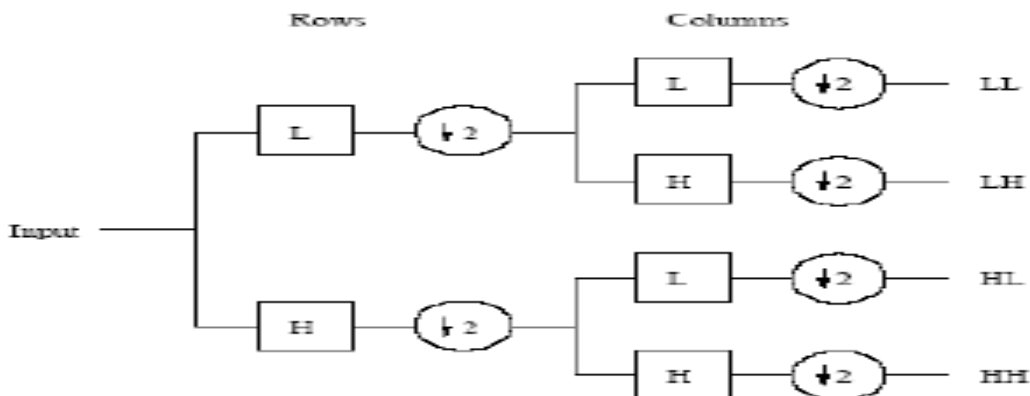 Rows Columns
L ↓ 2 LL
L ↓ 2
H ↓ 2 LH
Input
L ↓ 2 HL
H ↓ 2
H ↓ 2 HH